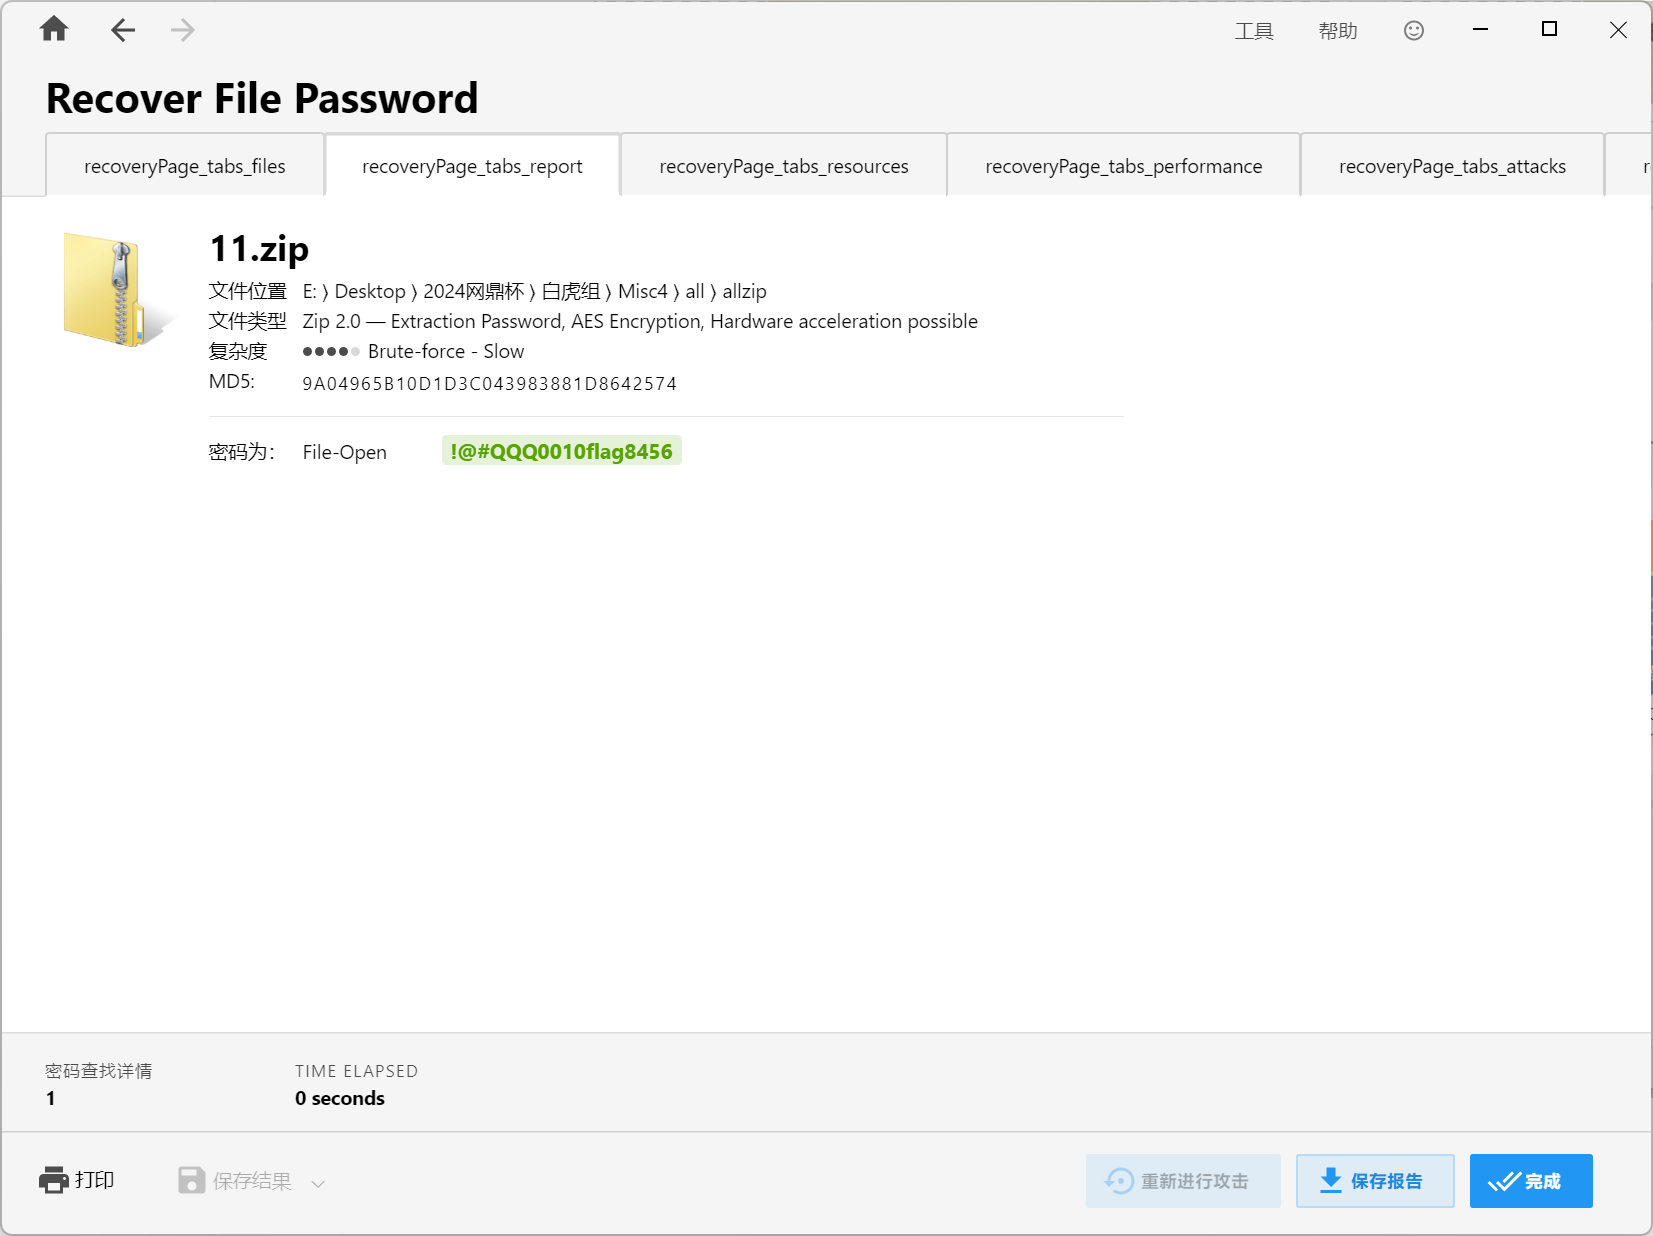 工具 帮助
Recover File Password
recoveryPage_tabs_files recoveryPage_tabs_report recoveryPage_tabs_resources recoveryPage_tabs_performance recoveryPage_tabs_attacks
11.zip
文件位置 E: ⟩ Desktop ⟩ 2024网鼎杯 ⟩ 白虎组 ⟩ Misc4 ⟩ all ⟩ allzip
文件类型 Zip 2.0 — Extraction Password, AES Encryption, Hardware acceleration possible
复杂度 ●●●●● Brute-force - Slow
MD5: 9A04965B10D1D3C043983881D8642574
密码为： File-Open !@#QQQ0010flag8456
密码查找详情 TIME ELAPSED
1 0 seconds
打印 保存结果 重新进行攻击 保存报告 完成